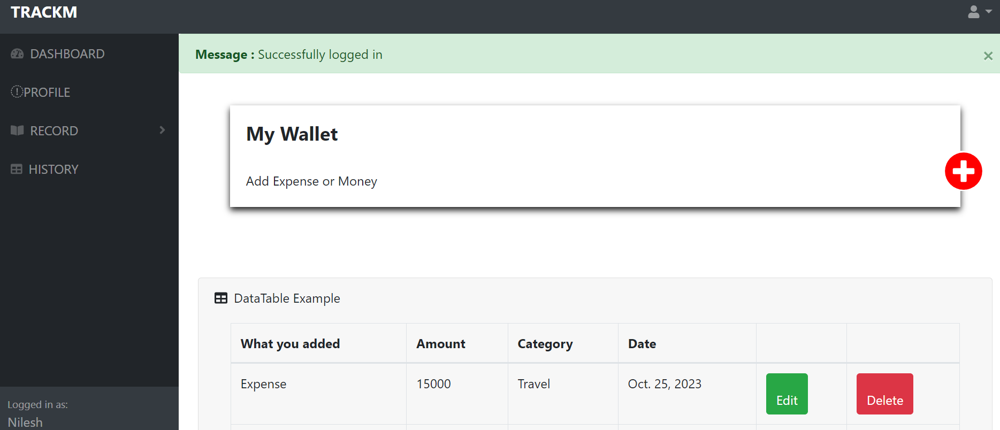 TRACKM
DASHBOARD
PROFILE
RECORD
HISTORY
Logged in as:
Nilesh
Message : Successfully logged in
×
My Wallet
Add Expense or Money
DataTable Example
What you added Amount Category Date
Expense 15000 Travel Oct. 25, 2023 Edit Delete